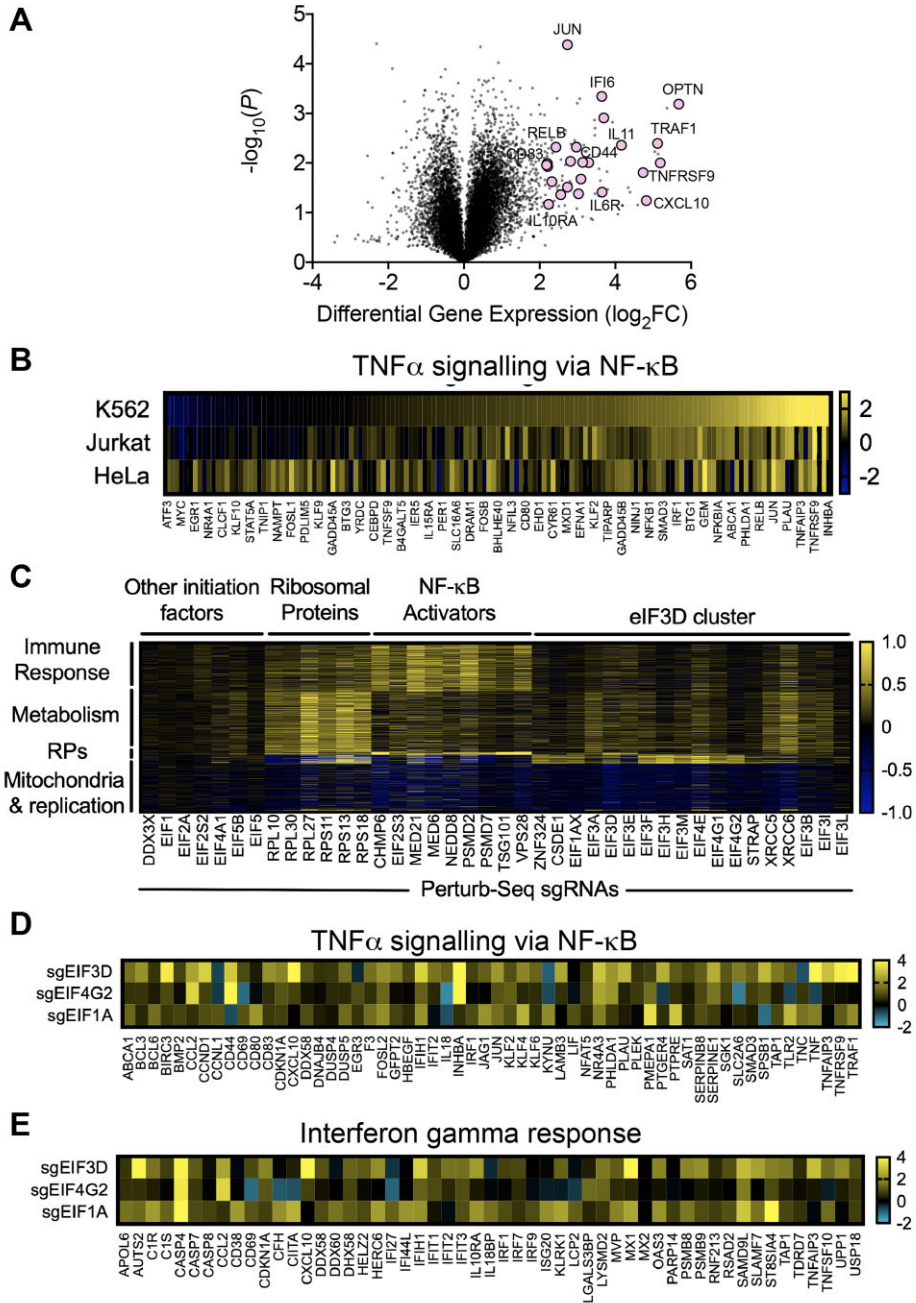 A
5
4
3
2
1
0
-log10(P)
JUN
IFI6
OPTN
RELB
IL11
TRAF1
CD83
CD44
TNFRSF9
IL6R
CXCL10
IL10RA
-4
-2
0
2
4
6
Differential Gene Expression (log2FC)
B
TNFα signalling via NF-κB
K562
Jurkat
HeLa
2
0
-2
ATF3
MYC
EGR1
NR4A1
CLCF1
KLF10
STAT5A
TNIP1
NAMPT
FOSL1
PDLIM5
KLF9
GADD45A
BTG3
YRDC
CEBPD
TNFSF9
B4GALT5
IER5
IL15RA
PER1
SLC16A6
DRAM1
FOSB
BHLHE40
NFIL3
CD80
EHD1
CYR61
MXD1
EFNA1
KLF2
TIPARP
GADD45B
NINJ1
NFKB1
SMAD3
IRF1
BTG1
GEM
NFKBIA
ABCA1
PHLDA1
RELB
JUN
PLAU
TNFAIP3
TNFRSF9
INHBA
C
Other initiation factors
Ribosomal Proteins
NF-κB Activators
eIF3D cluster
Immune Response
Metabolism
RPs
Mitochondria & replication
1.0
0.5
0
-0.5
-1.0
DDX3X
EIF1
EIF2A
EIF2S2
EIF4A1
EIF5B
EIF5
RPL10
RPL30
RPL27
RPS11
RPS13
RPS18
CHMP6
EIF2S3
MED21
MED6
NEDD8
PSMD2
PSMD7
TSG101
VPS28
ZNF324
CSDE1
EIF1AX
EIF3A
EIF3D
EIF3E
EIF3F
EIF3H
EIF3M
EIF4E
EIF4G1
EIF4G2
STRAP
XRCC5
XRCC6
EIF3B
EIF3I
EIF3L
Perturb-Seq sgRNAs
D
TNFα signalling via NF-κB
sgEIF3D
sgEIF4G2
sgEIF1A
4
2
0
-2
ABCA1
BCL3
BCL6
BIRC3
BMP2
CCL2
CCND1
CCNL1
CD44
CD69
CD80
CD83
CDKN1A
CXCL10
DDX58
DNAJB4
DUSP4
DUSP5
EGR3
F3
FOSL2
GFPT2
HBEGF
IFIH1
IFIT2
IL18
INHBA
IRF1
JAG1
JUN
KLF2
KLF4
KLF6
KYNU
LAMB3
LIF
NFAT5
NR4A3
PHLDA1
PLAU
PLEK
PMEPA1
PTGER4
PTPRE
SAT1
SERPINB8
SERPINE1
SGK1
SLC2A6
SMAD3
SPSB1
TAP1
TLR2
TNC
TNF
TNFAIP3
TNFRSF9
TRAF1
E
Interferon gamma response
sgEIF3D
sgEIF4G2
sgEIF1A
4
2
0
-2
APOL6
AUTS2
C1R
C1S
CASP4
CASP7
CASP8
CCL2
CD38
CD69
CDKN1A
CFH
CIITA
CXCL10
DDX58
DDX60
DHX58
HELZ2
HERC6
IFI27
IFI44L
IFIH1
IFIT1
IFIT2
IFIT3
IL10RA
IL18BP
IRF1
IRF7
IRF9
ISG20
KLRK1
LCP2
LGALS3BP
LYSMD2
MVP
MX1
MX2
OAS3
PARP14
PSMB8
PSMB9
RNF213
RSAD2
SAMD9L
SLAMF7
ST8SIA4
TAP1
TDRD7
TNFAIP3
TNFSF10
UPP1
USP18